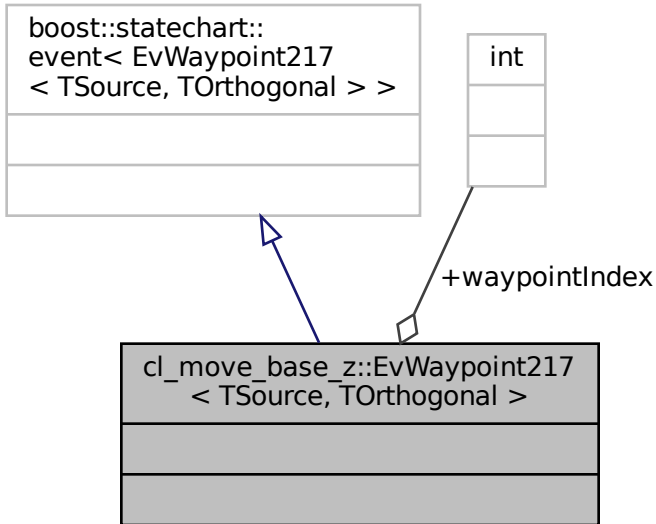 boost::statechart::
event< EvWaypoint217
< TSource, TOrthogonal > >
int
+waypointIndex
cl_move_base_z::EvWaypoint217
< TSource, TOrthogonal >